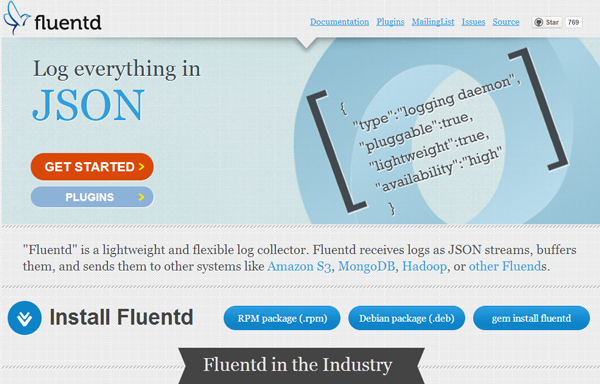 fluentd
Documentation Plugins MailingList Issues Source Star 769
Log everything in
JSON
GET STARTED >
PLUGINS >
[
{
"type":"logging daemon",
"pluggable":true,
"lightweight":true,
"availability":"high"
}
]
"Fluentd" is a lightweight and flexible log collector. Fluentd receives logs as JSON streams, buffers
them, and sends them to other systems like Amazon S3, MongoDB, Hadoop, or other Fluends.
Install Fluentd
RPM package (.rpm) Debian package (.deb) gem install fluentd
Fluentd in the Industry